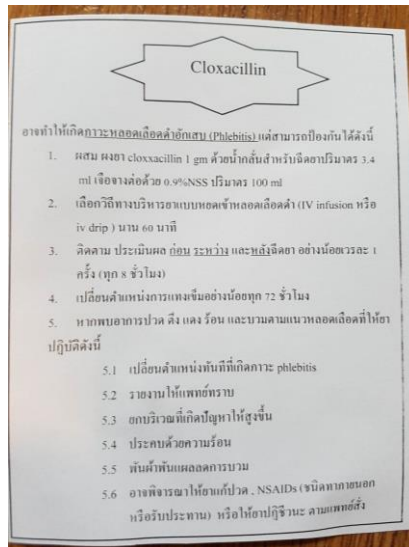 Cloxacillin
อาจทำให้เกิดภาวะหลอดเลือดดำอักเสบ (Phlebitis) แต่สามารถป้องกันได้ดังนี้
1. ผสม ผงยา cloxsacillin 1 gm ด้วยน้ำกลั่นสำหรับฉีดยาปริมาตร 3.4
ml เจือจางต่อด้วย 0.9%NSS ปริมาตร 100 ml
2. เลือกวิถีทางบริหารยาแบบหยดเข้าหลอดเลือดดำ (IV infusion หรือ
iv drip ) นาน 60 นาที
3. ติดตาม ประเมินผล ก่อน ระหว่าง และหลังฉีดยา อย่างน้อยเวรละ 1
ครั้ง (ทุก 8 ชั่วโมง)
4. เปลี่ยนตำแหน่งการแทงเข็มอย่างน้อยทุก 72 ชั่วโมง
5. หากพบอาการปวด ตึง แดง ร้อน และบวมตามแนวหลอดเลือดที่ให้ยา
ปฏิบัติดังนี้
5.1 เปลี่ยนตำแหน่งทันทีที่เกิดภาวะ phlebitis
5.2 รายงานให้แพทย์ทราบ
5.3 ยกบริเวณที่เกิดปัญหาให้สูงขึ้น
5.4 ประคบด้วยความร้อน
5.5 พันผ้าพันแผลลดการบวม
5.6 อาจพิจารณาให้ยาแก้ปวด , NSAIDs (ชนิดทาภายนอก
หรือรับประทาน) หรือให้ยาปฏิชีวนะ ตามแพทย์สั่ง